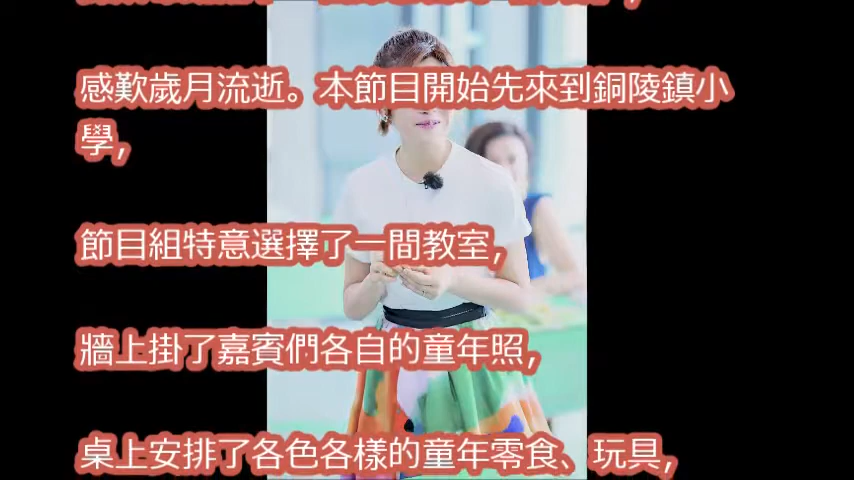 感歎歲月流逝。本節目開始先來到銅陵鎮小
學，
節目組特意選擇了一間教室，
牆上掛了嘉賓們各自的童年照，
桌上安排了各色各樣的童年零食、玩具，